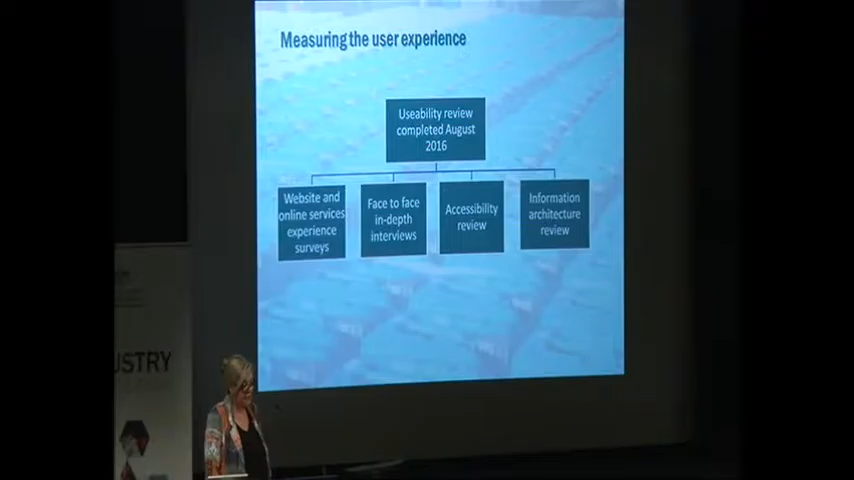 Measuring the user experience
Useability review
completed August
2016
Website and
online services
experience
surveys
Face to face
in-depth
interviews
Accessibility
review
Information
architecture
review
USTRY